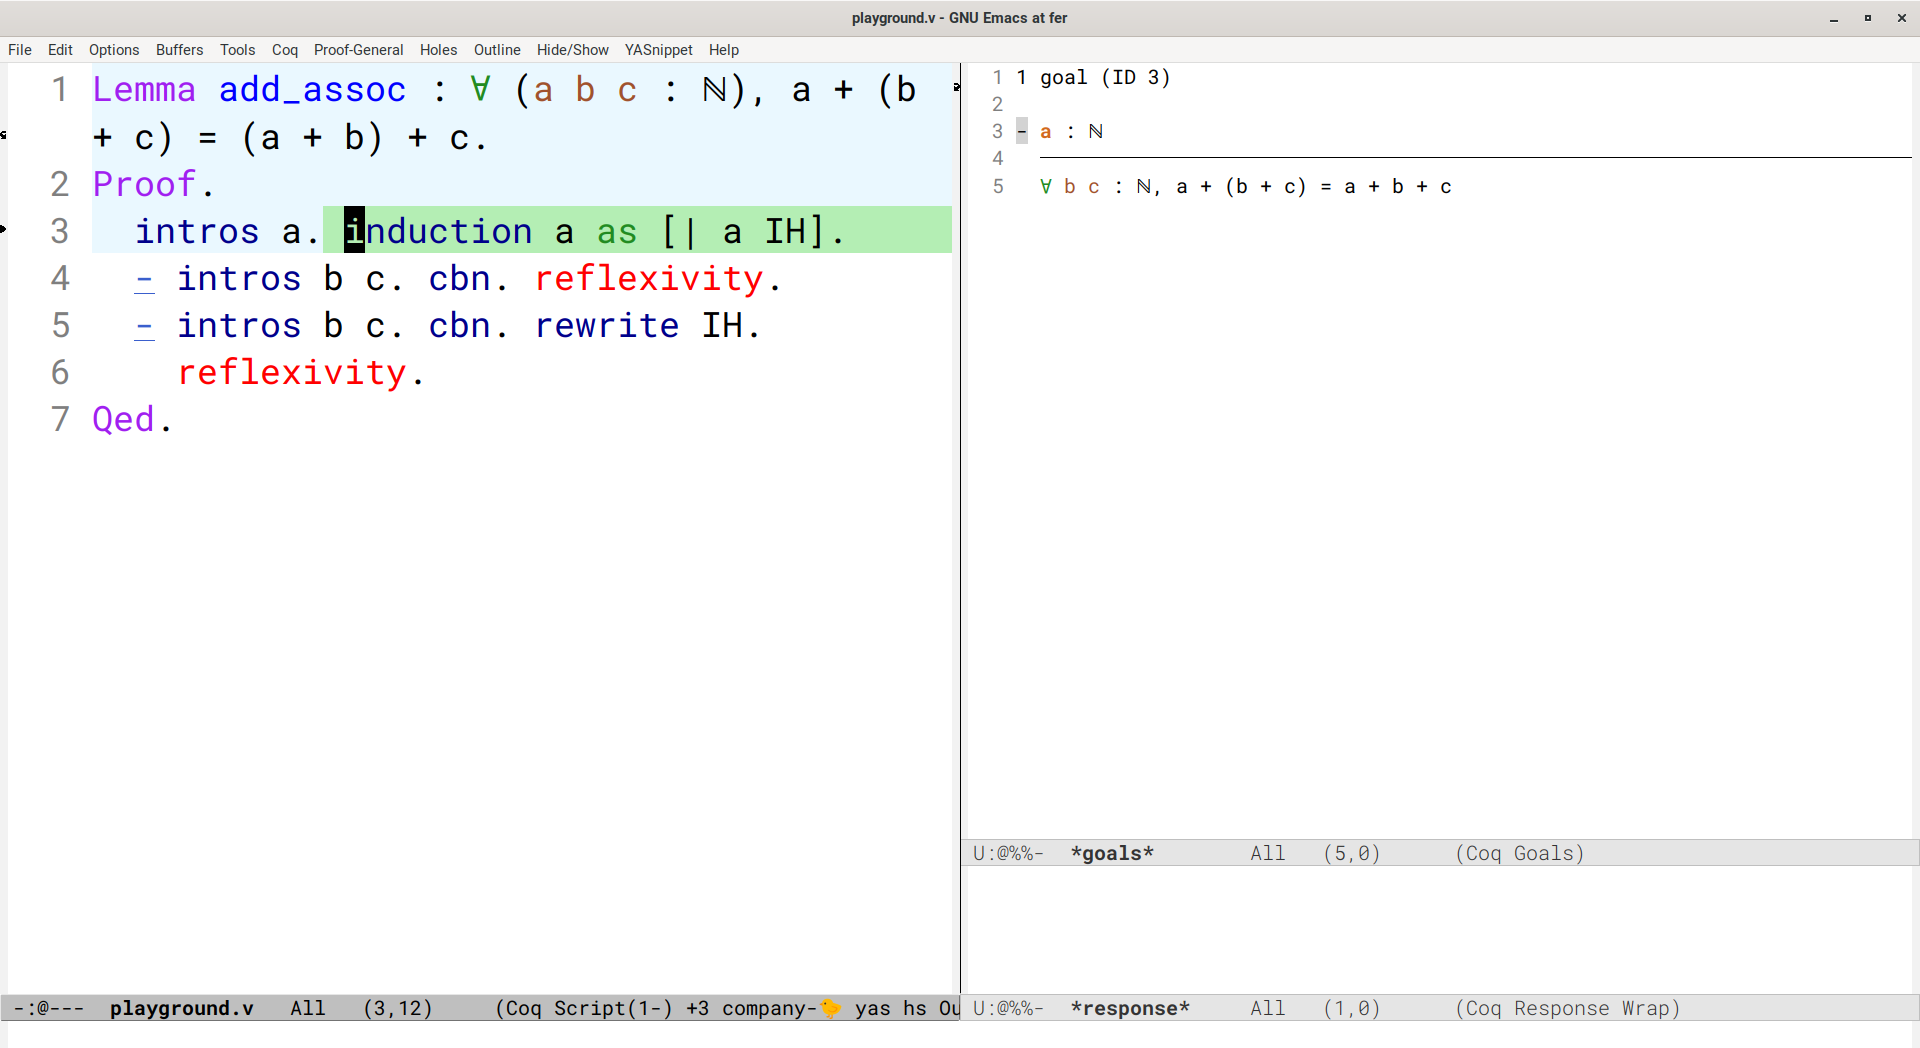 playground.v - GNU Emacs at fer
File Edit Options Buffers Tools Coq Proof-General Holes Outline Hide/Show YASnippet Help
1 Lemma add_assoc : ∀ (a b c : ℕ), a + (b
+ c) = (a + b) + c.
2 Proof.
3 intros a. induction a as [| a IH].
4 - intros b c. cbn. reflexivity.
5 - intros b c. cbn. rewrite IH.
6 reflexivity.
7 Qed.
-:@--- playground.v All (3,12) (Coq Script(1-) +3 company-🐤 yas hs Ou
1 1 goal (ID 3)
2
3 - a : ℕ
4
5 ∀ b c : ℕ, a + (b + c) = a + b + c
U:@%%- *goals* All (5,0) (Coq Goals)
U:@%%- *response* All (1,0) (Coq Response Wrap)